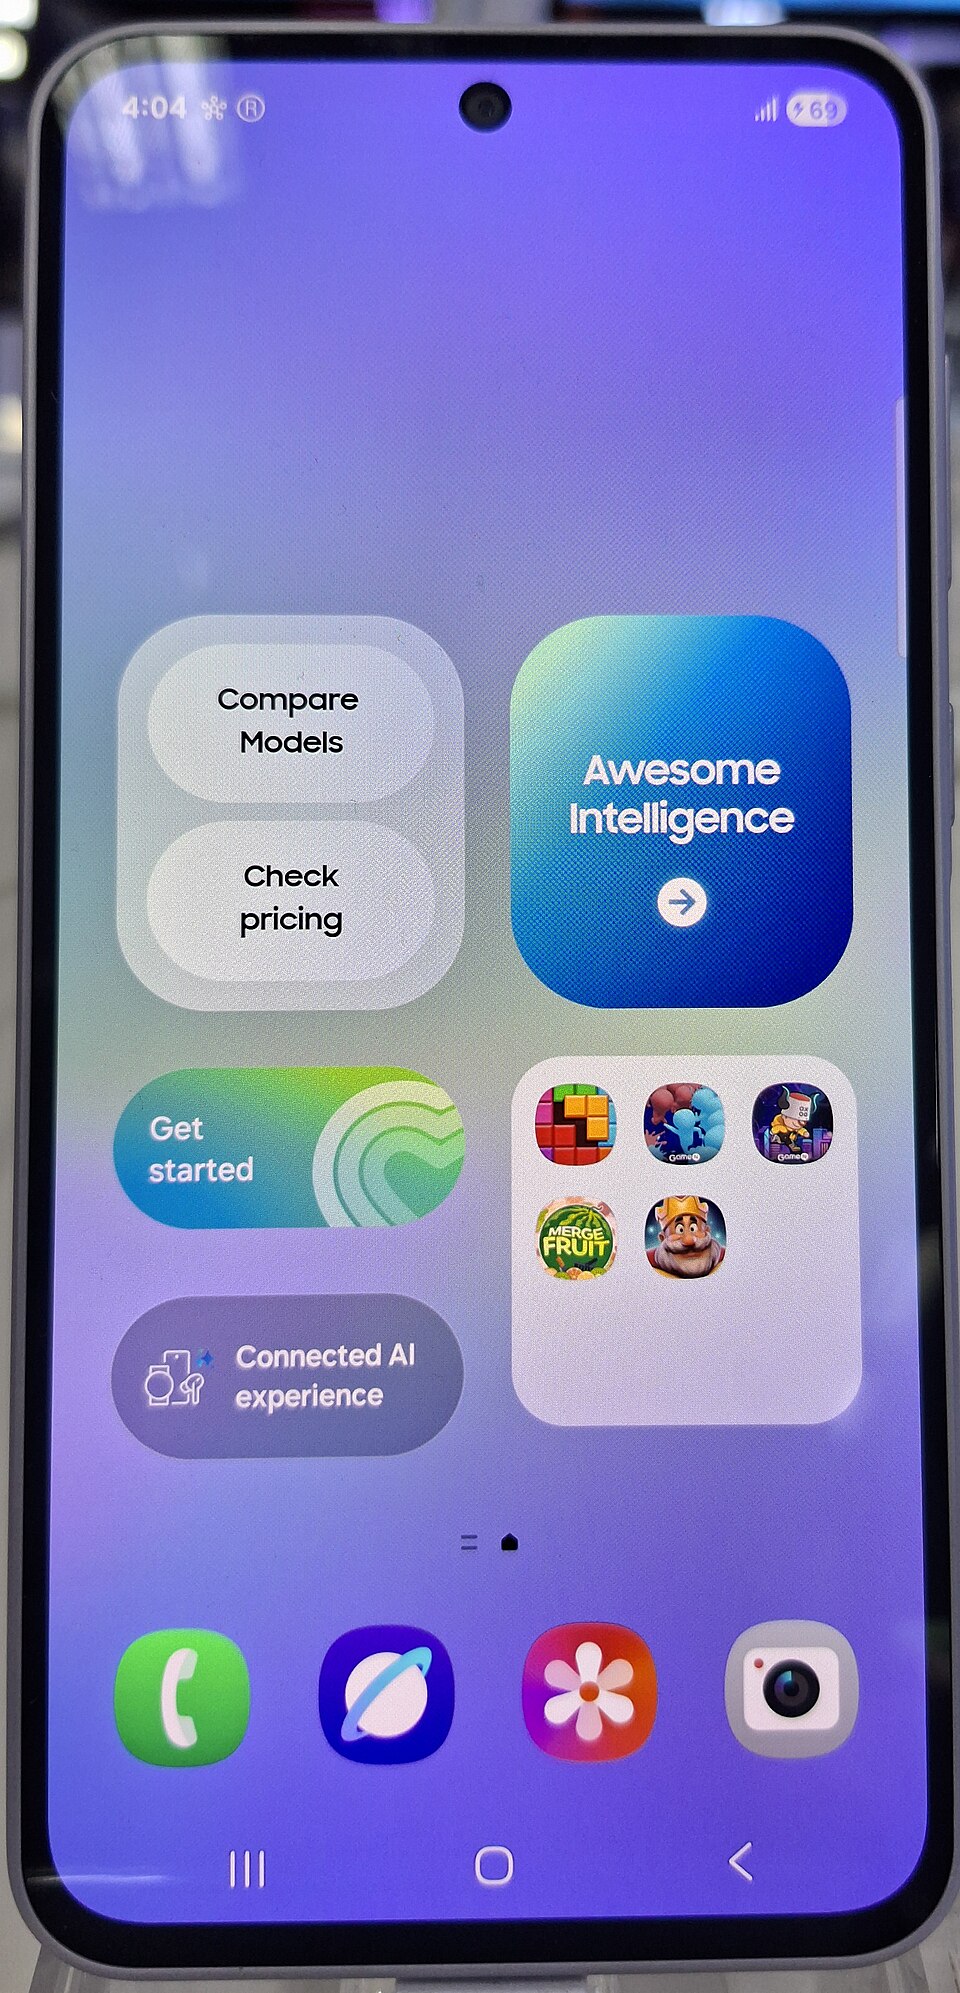 4:04 R
69
Compare
Models
Check
pricing
Awesome
Intelligence
Get
started
Connected AI
experience
MERGE
FRUIT